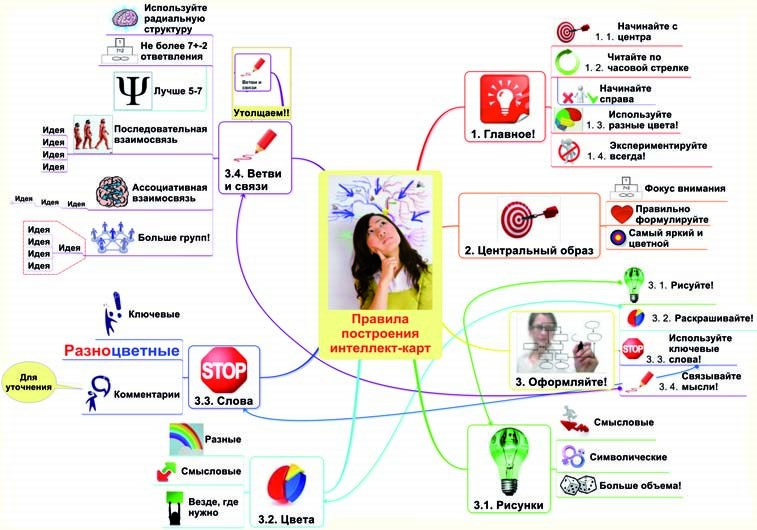 Правила
построения
интеллект-карт
1. Главное!
Начинайте с
1. 1. центра
Читайте по
1. 2. часовой стрелке
Начинайте
справа
Используйте
1. 3. разные цвета!
Экспериментируйте
1. 4. всегда!
2. Центральный образ
Фокус внимания
Правильно
формулируйте
Самый яркий и
цветной
3. Оформляйте!
3. 1. Рисуйте!
3. 2. Раскрашивайте!
Используйте
ключевые
3. 3. слова!
Связывайте
3. 4. мысли!
3.1. Рисунки
Смысловые
Символические
Больше объема!
3.2. Цвета
Разные
Смысловые
Везде, где
нужно
3.3. Слова
STOP
STOP
Ключевые
Разноцветные
Комментарии
Для
уточнения
3.4. Ветви
и связи
Утолщаем!!
Ветви и
связи
Используйте
радиальную
структуру
Не более 7+-2
ответвления
Лучше 5-7
Ψ
Последовательная
взаимосвязь
Идея
Идея
Идея
Идея
Ассоциативная
взаимосвязь
Идея Идея Идея
Больше групп!
Идея
Идея
Идея
Идея
Идея